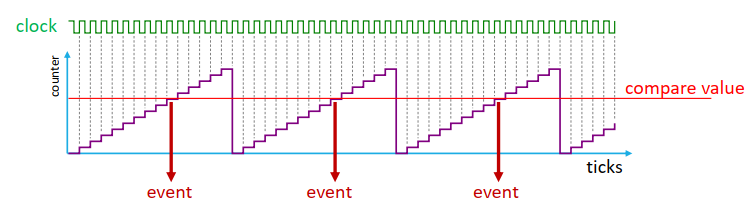 clock
counter
compare value
ticks
event
event
event